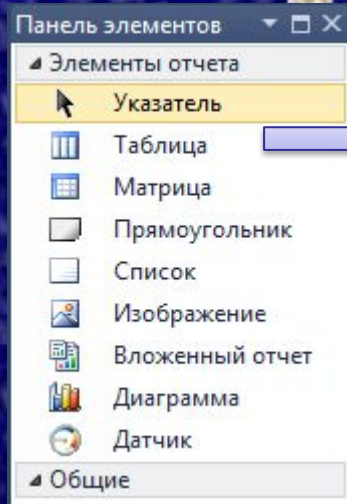 Панель элементов
Элементы отчета
Указатель
Таблица
Матрица
Прямоугольник
Список
Изображение
Вложенный отчет
Диаграмма
Датчик
Общие